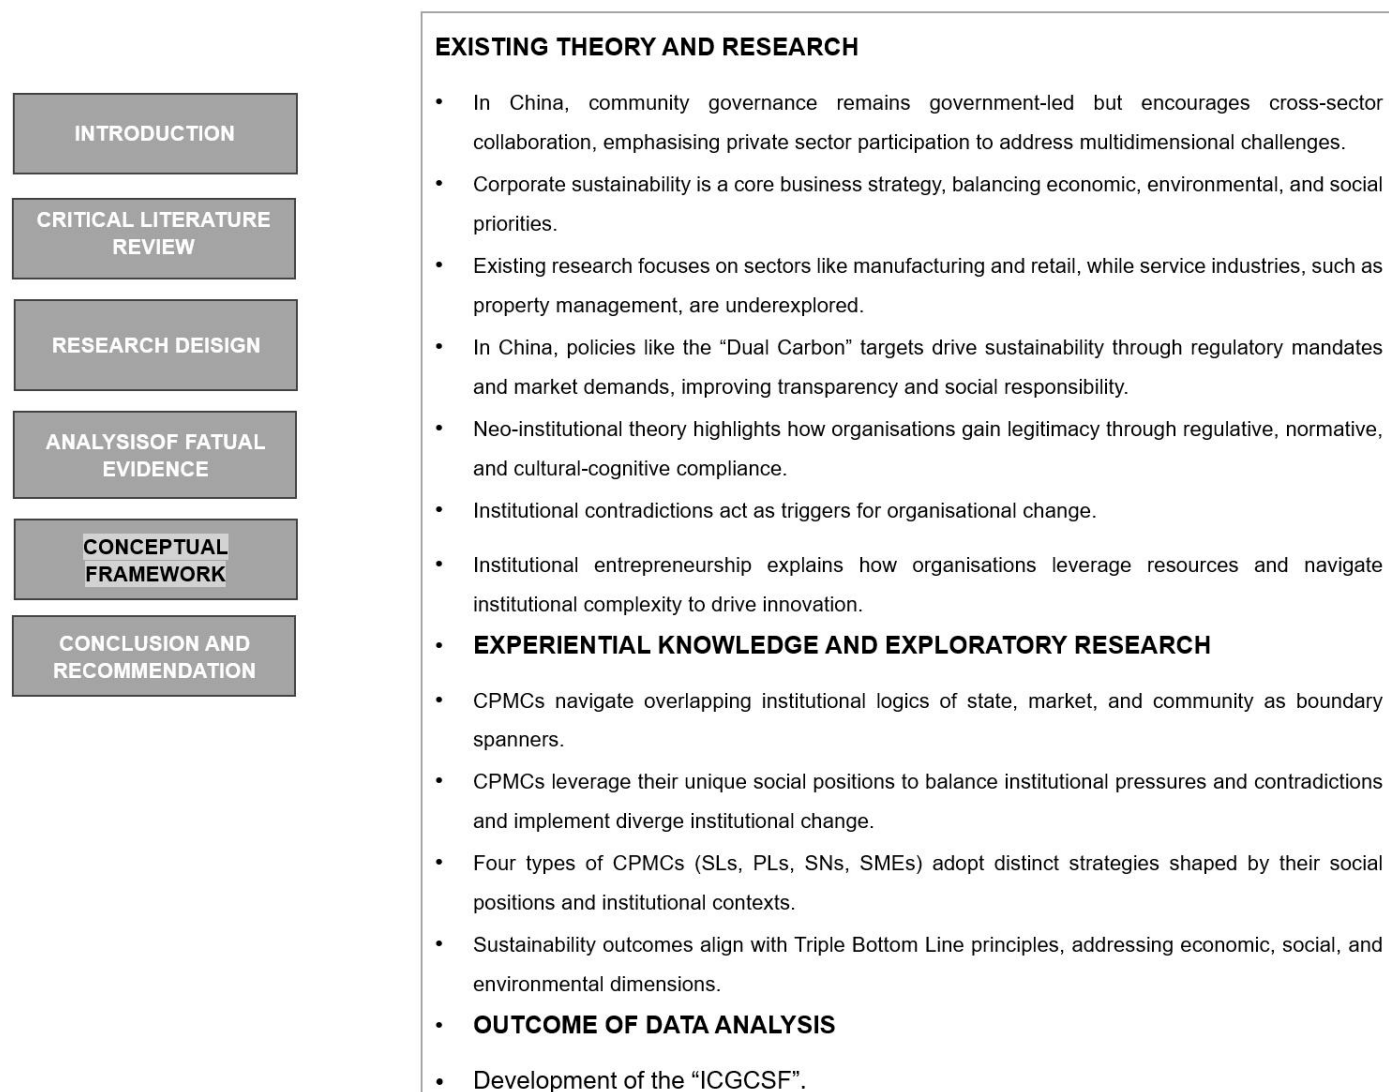 INTRODUCTION
CRITICAL LITERATURE
REVIEW
RESEARCH DEISIGN
ANALYSISOF FATUAL
EVIDENCE
CONCEPTUAL
FRAMEWORK
CONCLUSION AND
RECOMMENDATION
EXISTING THEORY AND RESEARCH
• In China, community governance remains government-led but encourages cross-sector
collaboration, emphasising private sector participation to address multidimensional challenges.
• Corporate sustainability is a core business strategy, balancing economic, environmental, and social
priorities.
• Existing research focuses on sectors like manufacturing and retail, while service industries, such as
property management, are underexplored.
• In China, policies like the “Dual Carbon” targets drive sustainability through regulatory mandates
and market demands, improving transparency and social responsibility.
• Neo-institutional theory highlights how organisations gain legitimacy through regulative, normative,
and cultural-cognitive compliance.
• Institutional contradictions act as triggers for organisational change.
• Institutional entrepreneurship explains how organisations leverage resources and navigate
institutional complexity to drive innovation.
• EXPERIENTIAL KNOWLEDGE AND EXPLORATORY RESEARCH
• CPMCs navigate overlapping institutional logics of state, market, and community as boundary
spanners.
• CPMCs leverage their unique social positions to balance institutional pressures and contradictions
and implement diverge institutional change.
• Four types of CPMCs (SLs, PLs, SNs, SMEs) adopt distinct strategies shaped by their social
positions and institutional contexts.
• Sustainability outcomes align with Triple Bottom Line principles, addressing economic, social, and
environmental dimensions.
• OUTCOME OF DATA ANALYSIS
• Development of the “ICGCSF”.